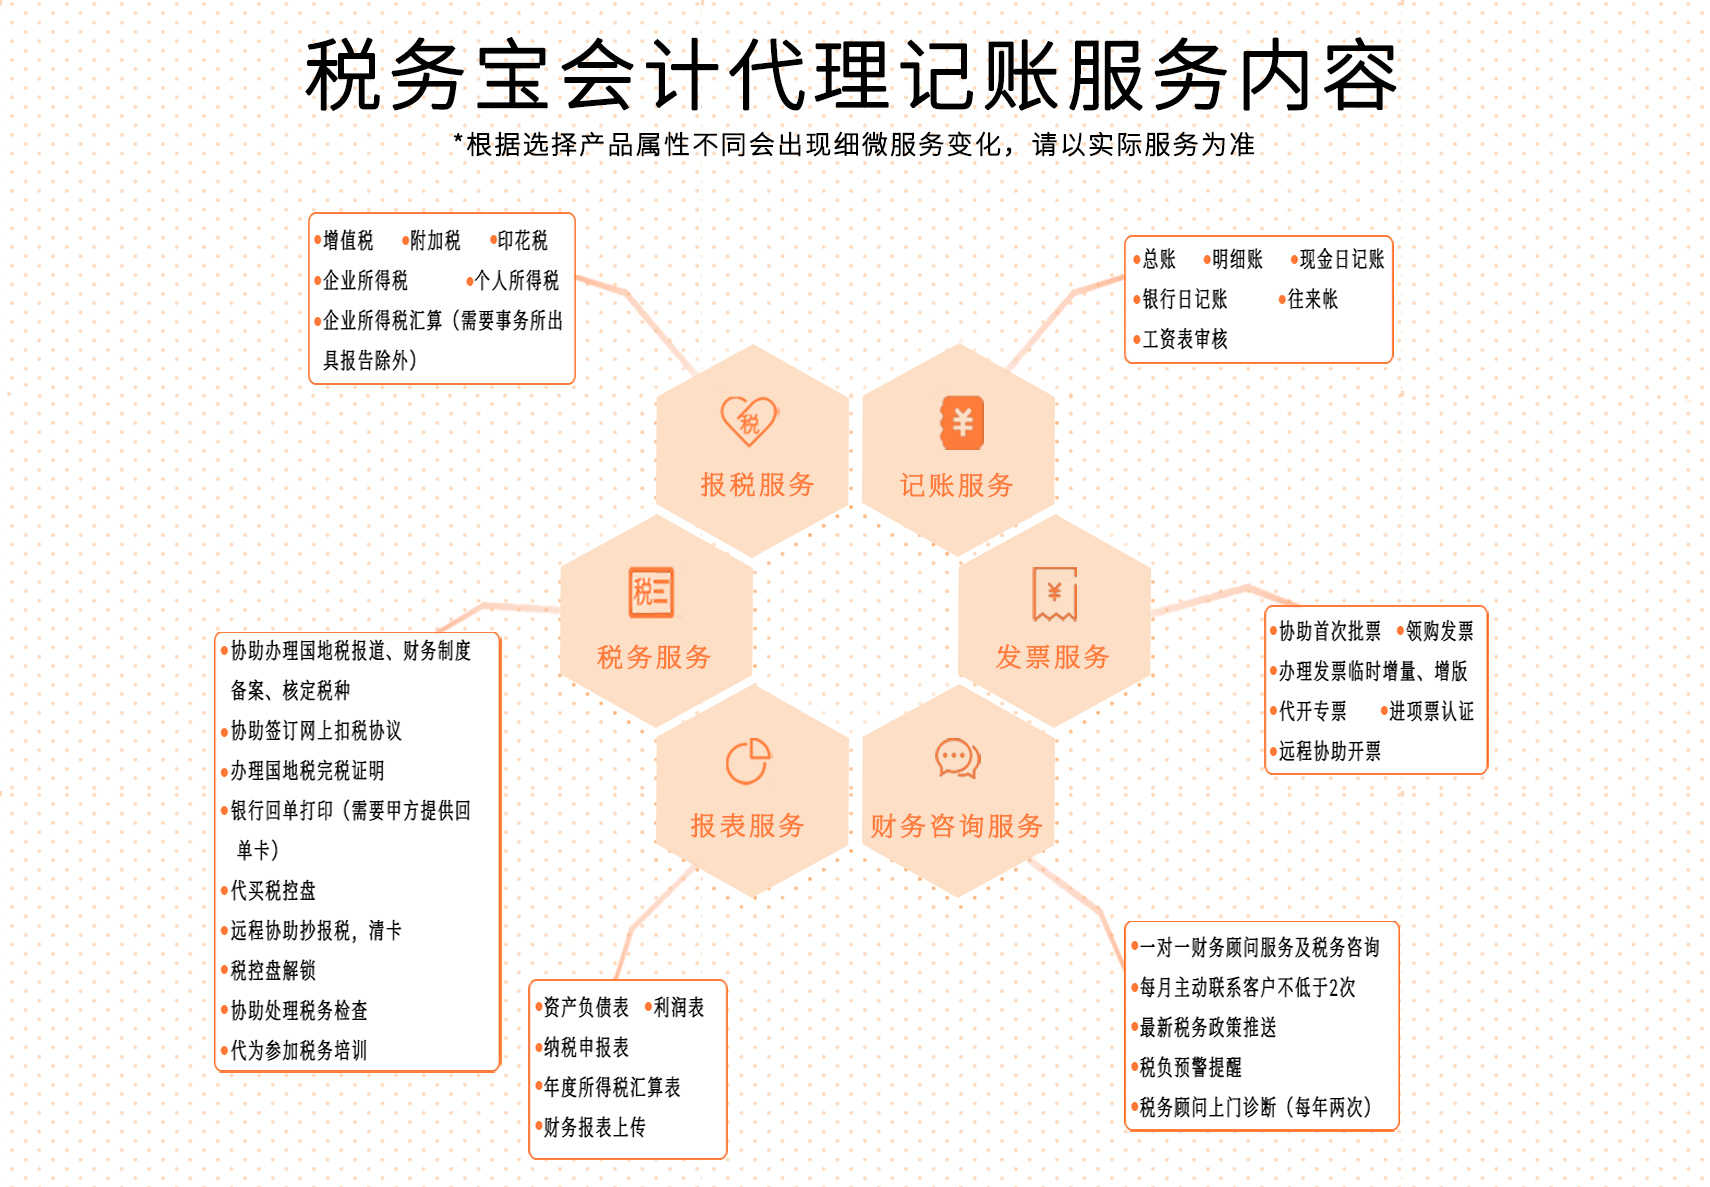 税务宝会计代理记账服务内容
*根据选择产品属性不同会出现细微服务变化，请以实际服务为准
•增值税 •附加税 •印花税
•企业所得税 •个人所得税
•企业所得税汇算（需要事务所出
具报告除外）
•总账 •明细账 •现金日记账
•银行日记账 •往来帐
•工资表审核
税
报税服务
¥
记账服务
税
税务服务
¥
发票服务
报表服务
财务咨询服务
•协助办理国地税报道、财务制度
备案、核定税种
•协助签订网上扣税协议
•办理国地税完税证明
•银行回单打印（需要甲方提供回
单卡）
•代买税控盘
•远程协助抄报税，清卡
•税控盘解锁
•协助处理税务检查
•代为参加税务培训
•协助首次批票 •领购发票
•办理发票临时增量、增版
•代开专票 •进项票认证
•远程协助开票
•资产负债表 •利润表
•纳税申报表
•年度所得税汇算表
•财务报表上传
•一对一财务顾问服务及税务咨询
•每月主动联系客户不低于2次
•最新税务政策推送
•税负预警提醒
•税务顾问上门诊断（每年两次）